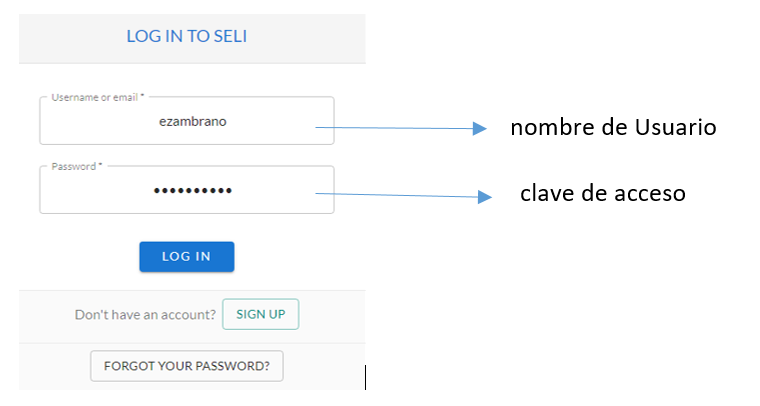 LOG IN TO SELI
Username or email *
ezambrano
nombre de Usuario
Password *
••••••••••
clave de acceso
LOG IN
Don't have an account? SIGN UP
FORGOT YOUR PASSWORD?